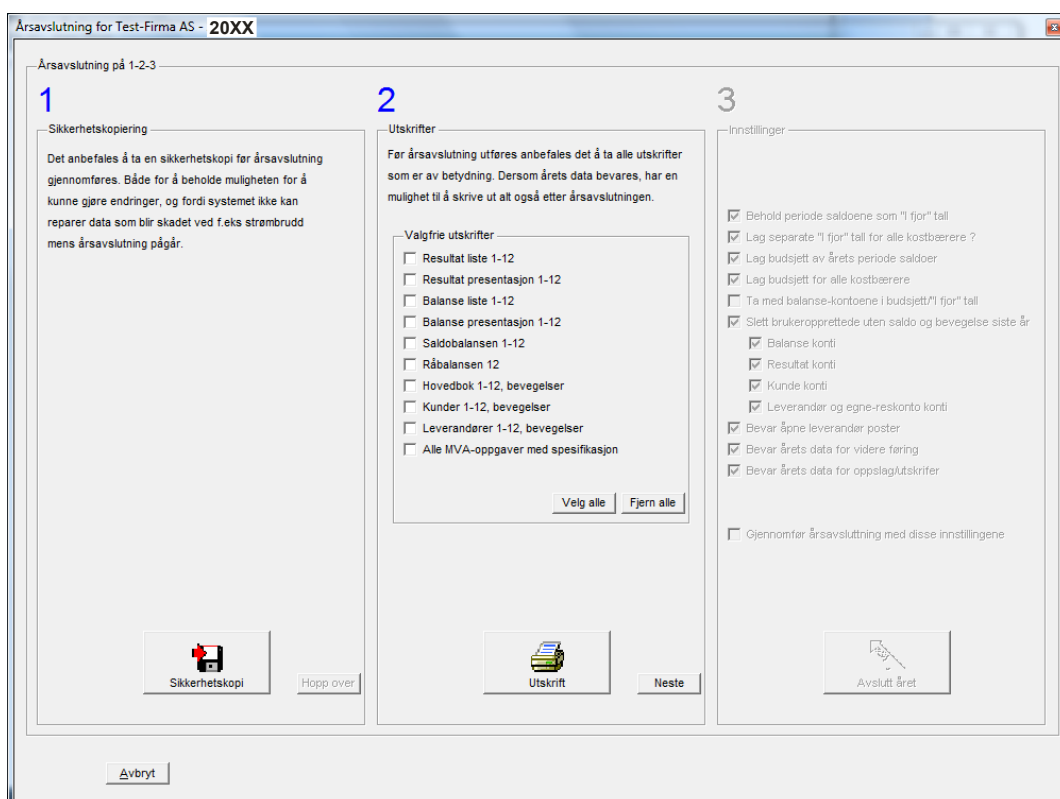 Årsavslutning for Test-Firma AS - 20XX
Årsavslutning på 1-2-3
1
Sikkerhetskopiering
Det anbefales å ta en sikkerhetskopi før årsavslutning
gjennomføres. Både for å beholde muligheten for å
kunne gjøre endringer, og fordi systemet ikke kan
reparer data som blir skadet ved f.eks strømbrudd
mens årsavslutning pågår.
Sikkerhetskopi
Hopp over
2
Utskrifter
Før årsavslutning utføres anbefales det å ta alle utskrifter
som er av betydning. Dersom årets data bevares, har en
mulighet til å skrive ut alt også etter årsavslutningen.
Valgfrie utskrifter
Resultat liste 1-12
Resultat presentasjon 1-12
Balanse liste 1-12
Balanse presentasjon 1-12
Saldobalansen 1-12
Råbalansen 12
Hovedbok 1-12, bevegelser
Kunder 1-12, bevegelser
Leverandører 1-12, bevegelser
Alle MVA-oppgaver med spesifikasjon
Velg alle
Fjern alle
Utskrift
Neste
3
Innstillinger
Behold periode saldoene som "I fjor" tall
Lag separate "I fjor" tall for alle kostbærere ?
Lag budsjett av årets periode saldoer
Lag budsjett for alle kostbærere
Ta med balanse-kontoene i budsjett/"I fjor" tall
Slett brukeropprettede uten saldo og bevegelse siste år
Balanse konti
Resultat konti
Kunde konti
Leverandør og egne-reskonto konti
Bevar åpne leverandør poster
Bevar årets data for videre føring
Bevar årets data for oppslag/utskrifer
Gjennomfør årsavsluttning med disse innstillingene
Avslutt året
Avbryt